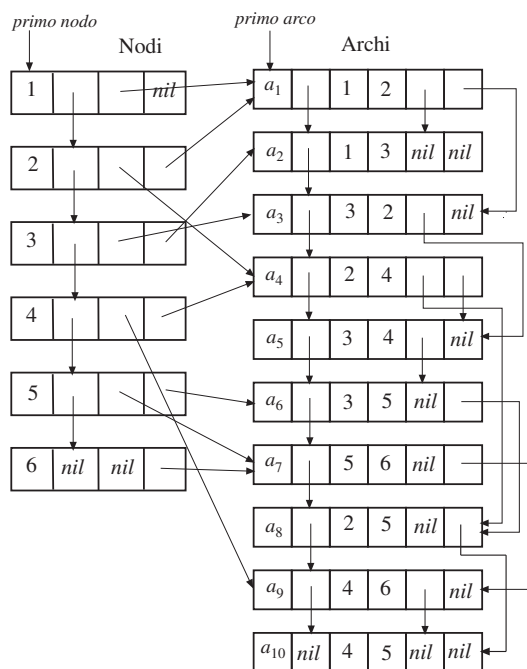 primo nodo
primo arco
Nodi
Archi
1 nil
a1 1 2
2
a2 1 3 nil nil
3
a3 3 2 nil
4
a4 2 4
a5 3 4 nil
5
a6 3 5 nil
6 nil nil
a7 5 6 nil
a8 2 5 nil
a9 4 6 nil
a10 nil 4 5 nil nil